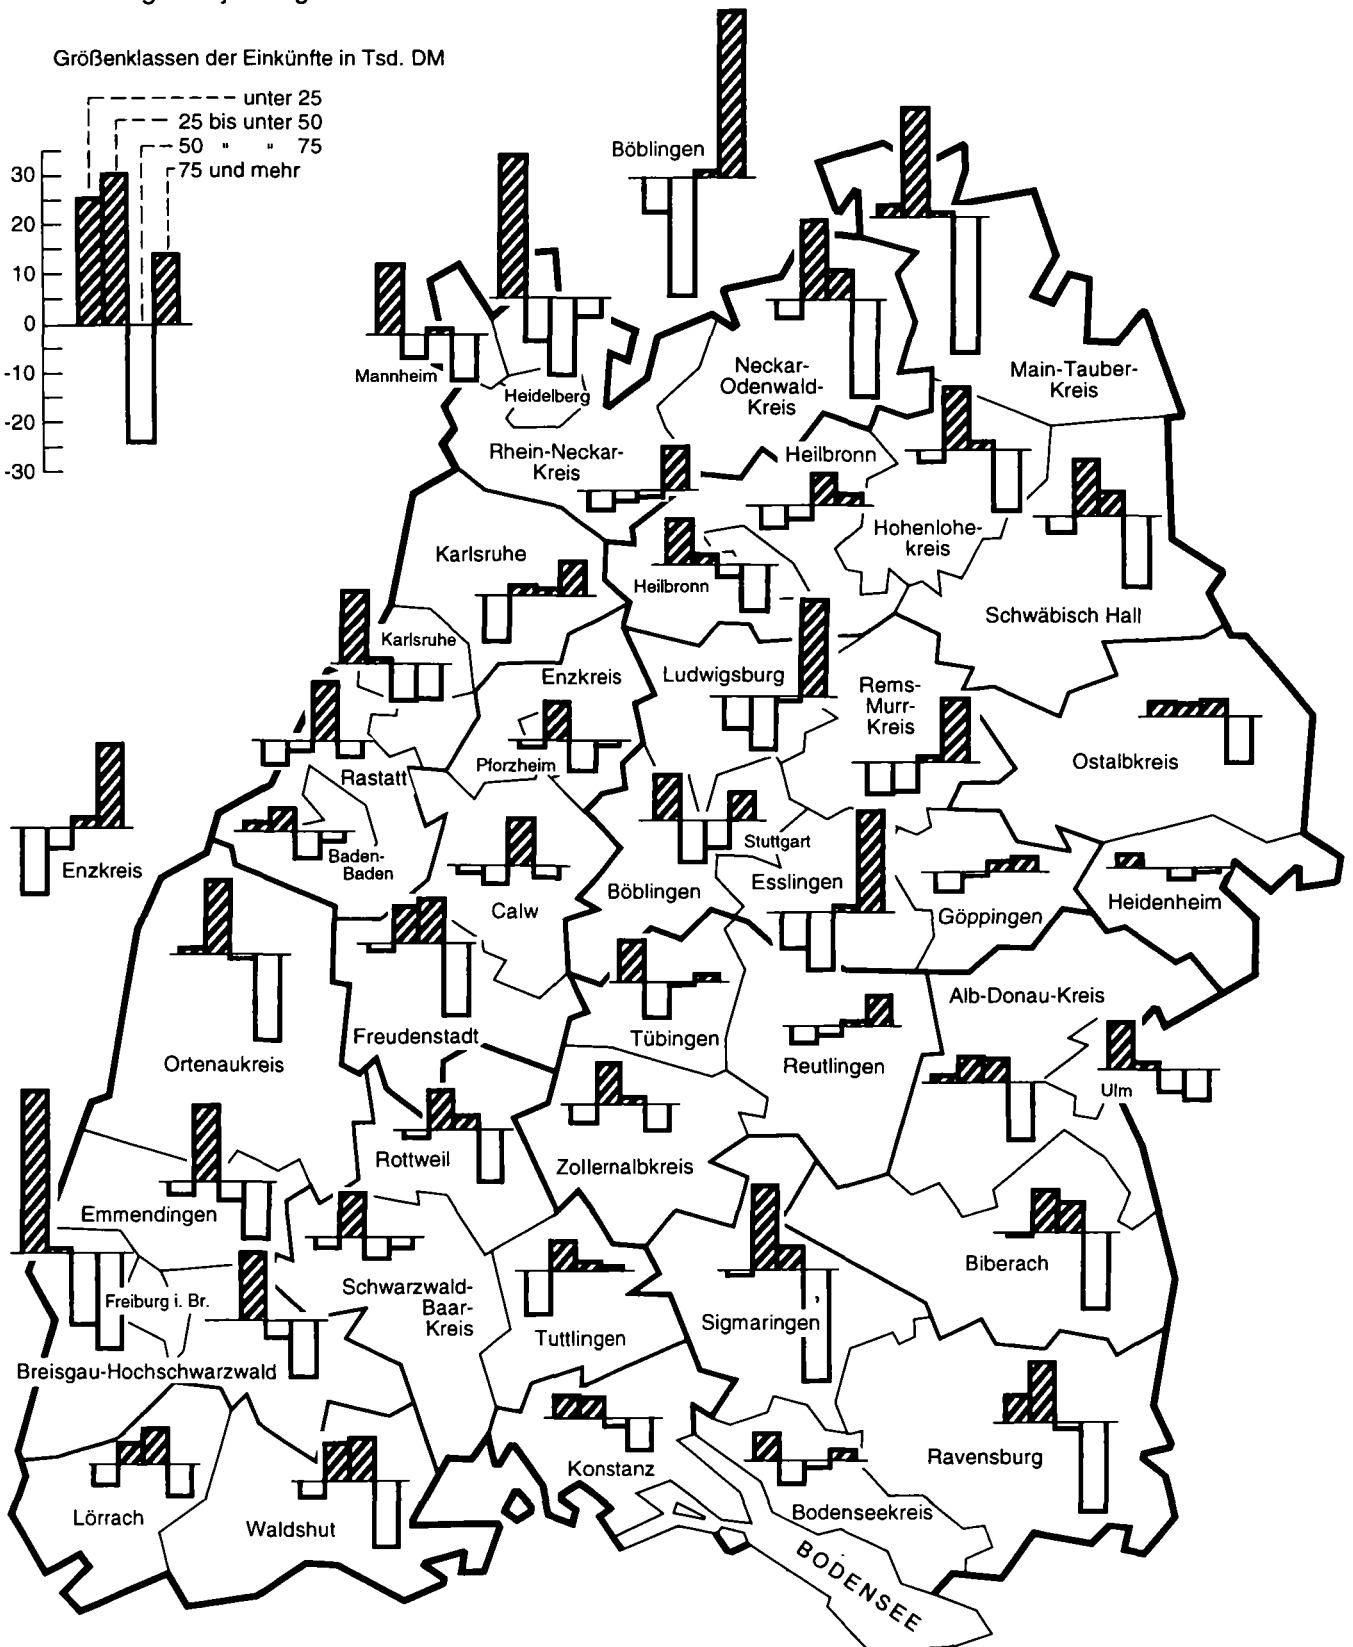 Größenklassen der Einkünfte in Tsd. DM
unter 25
25 bis unter 50
50 " " 75
75 und mehr
30
20
10
0
-10
-20
-30
Böblingen
Mannheim
Heidelberg
Neckar-
Odenwald-
Kreis
Main-Tauber-
Kreis
Rhein-Neckar-
Kreis
Heilbronn
Hohenlohe-
kreis
Karlsruhe
Heilbronn
Schwäbisch Hall
Karlsruhe
Enzkreis
Ludwigsburg
Rems-
Murr-
Kreis
Ostalbkreis
Rastatt
Pforzheim
Stuttgart
Enzkreis
Baden-
Baden
Calw
Böblingen
Esslingen
Göppingen
Heidenheim
Freudenstadt
Tübingen
Alb-Donau-Kreis
Ortenaukreis
Reutlingen
Ulm
Rottweil
Zollernalbkreis
Emmendingen
Biberach
Freiburg i. Br.
Schwarzwald-
Baar-
Kreis
Tuttlingen
Sigmaringen
Breisgau-Hochschwarzwald
Konstanz
Ravensburg
Lörrach
Waldshut
Bodenseekreis
BODENSEE